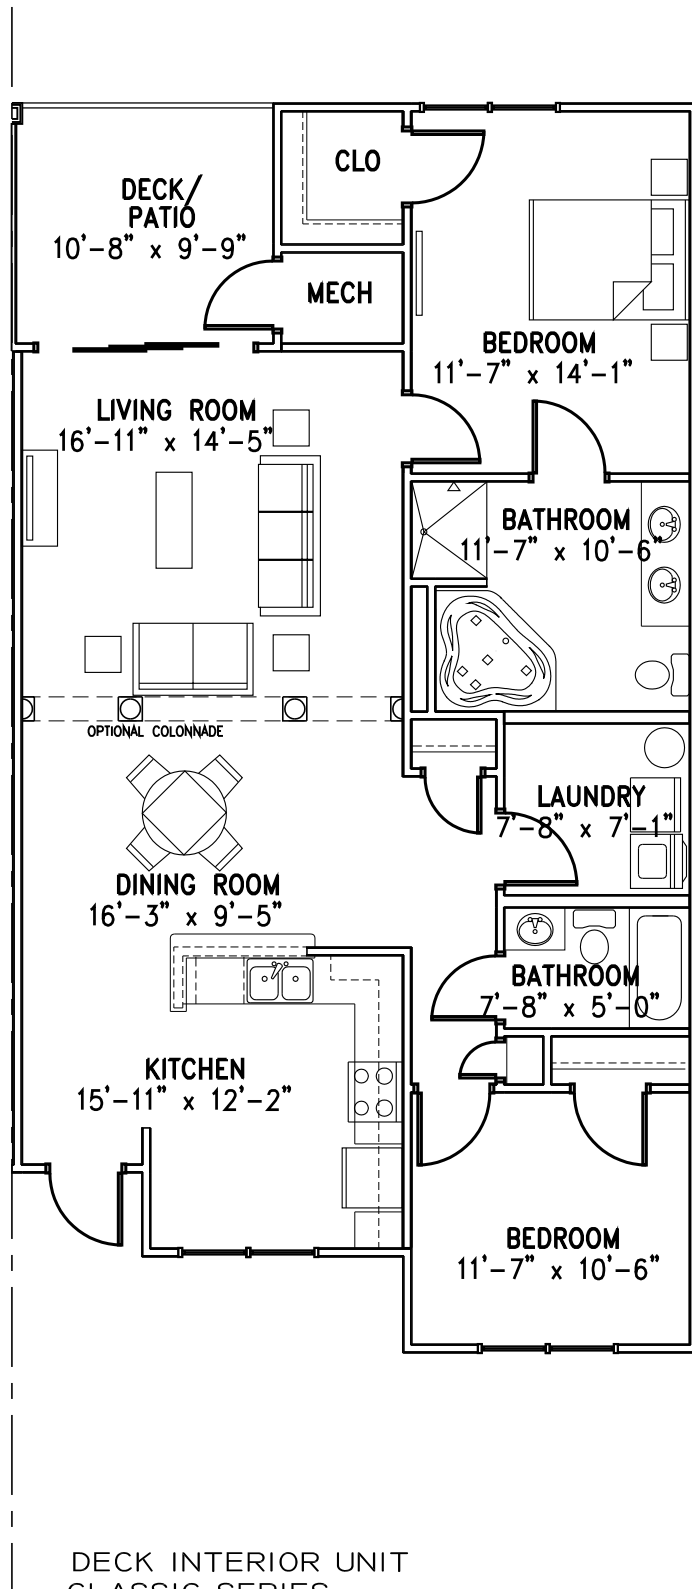 CLO
DECK/
PATIO
10'-8" x 9'-9"
MECH
BEDROOM
11'-7" x 14'-1"
LIVING ROOM
16'-11" x 14'-5"
BATHROOM
11'-7" x 10'-6"
OPTIONAL COLONNADE
LAUNDRY
7'-8" x 7'-1"
DINING ROOM
16'-3" x 9'-5"
BATHROOM
7'-8" x 5'-0"
KITCHEN
15'-11" x 12'-2"
BEDROOM
11'-7" x 10'-6"
DECK INTERIOR UNIT
CLASSIC SERIES